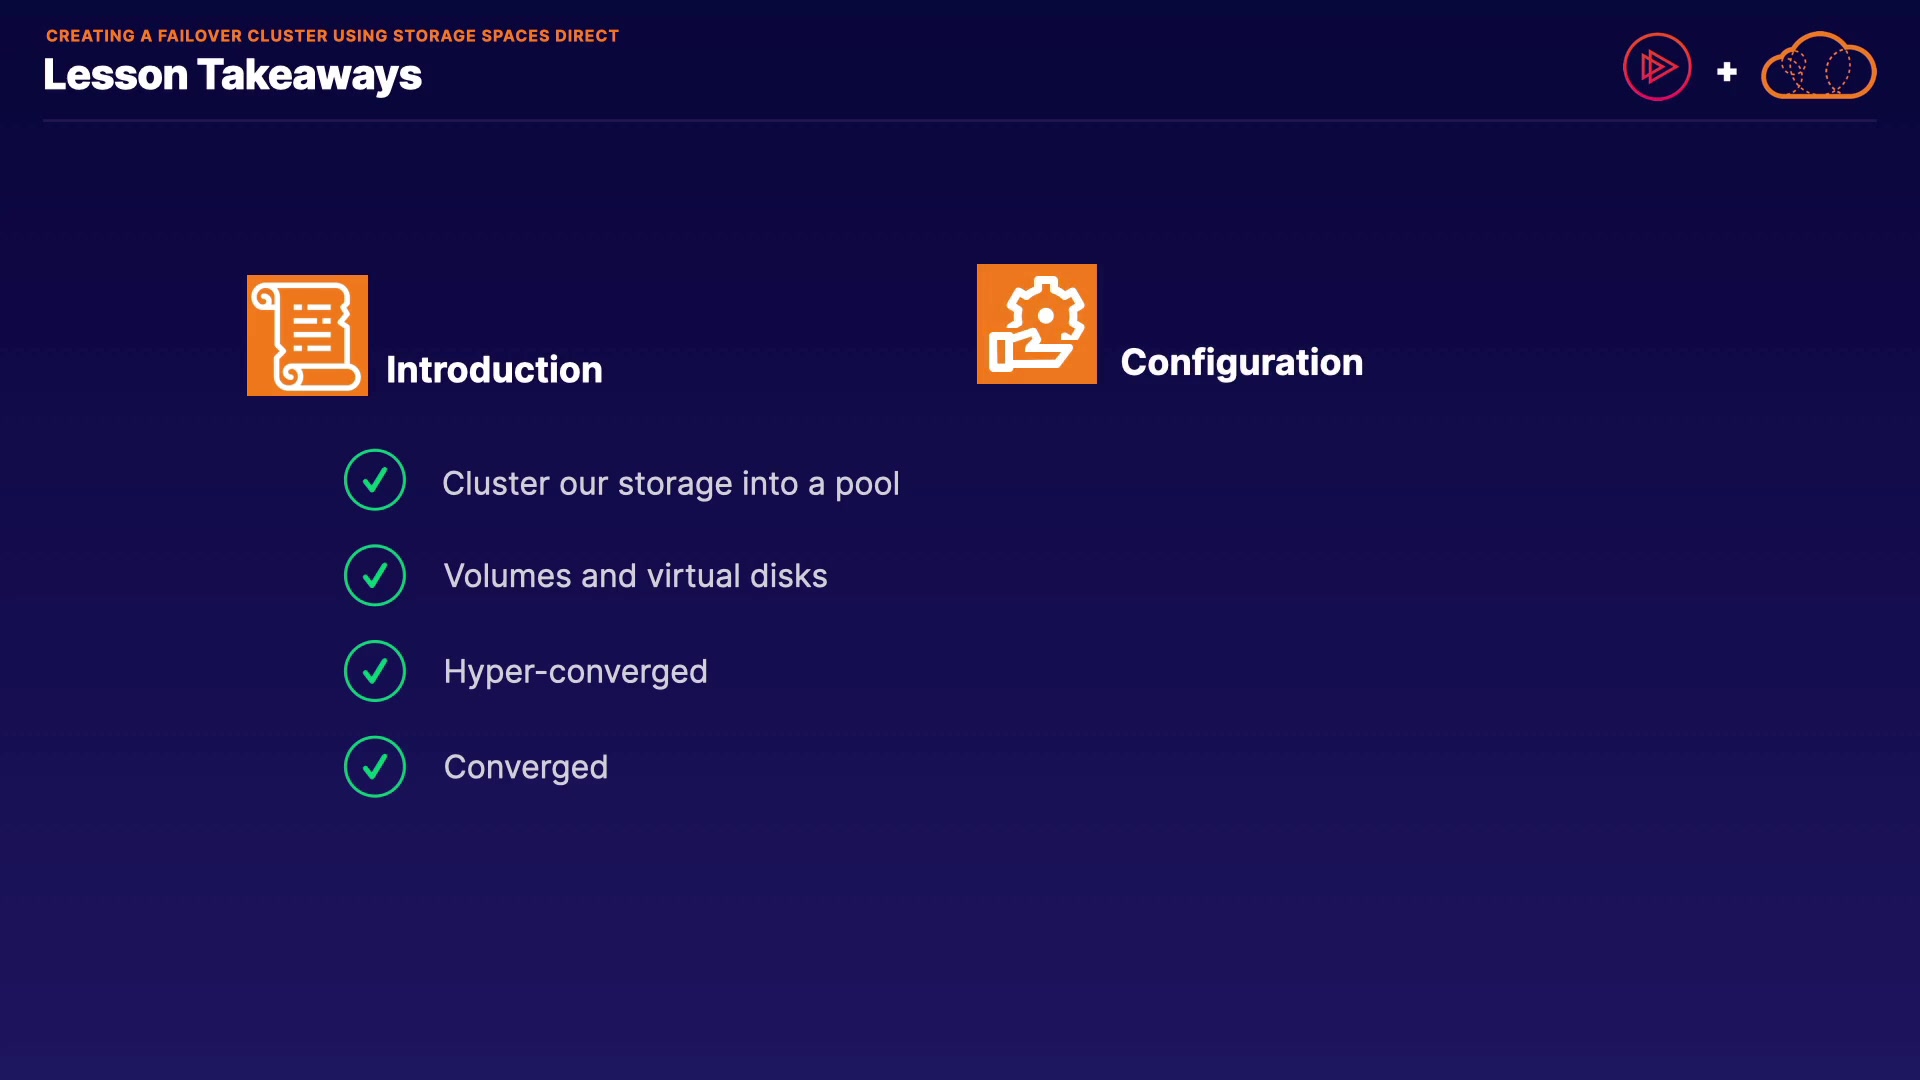 CREATING A FAILOVER CLUSTER USING STORAGE SPACES DIRECT
Lesson Takeaways
Introduction
Cluster our storage into a pool
Volumes and virtual disks
Hyper-converged
Converged
Configuration